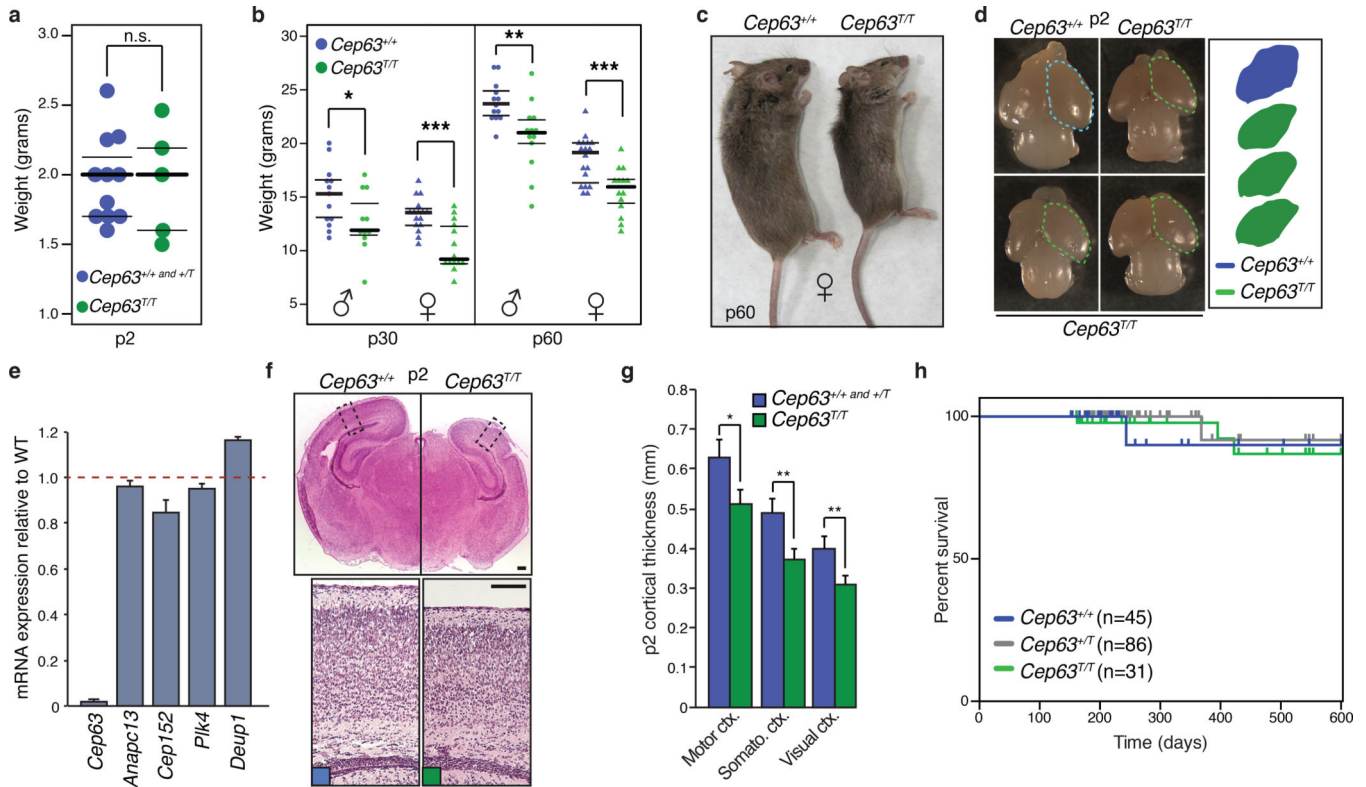 a
n.s.
Weight (grams)
3.0
2.5
2.0
1.5
1.0
Cep63+/+ and +/T
Cep63T/T
p2
b
Weight (grams)
30
25
20
15
10
5
Cep63+/+
Cep63T/T
*
***
**
***
♂
♀
♂
♀
p30
p60
c
Cep63+/+
Cep63T/T
♀
p60
d
Cep63+/+
p2
Cep63T/T
Cep63T/T
Cep63+/+
Cep63T/T
e
mRNA expression relative to WT
1.2
1.0
0.8
0.6
0.4
0.2
0
Cep63
Anapc13
Cep152
Plk4
Deup1
f
Cep63+/+
p2
Cep63T/T
g
p2 cortical thickness (mm)
0.8
0.7
0.6
0.5
0.4
0.3
0.2
0.1
0
Cep63+/+ and +/T
Cep63T/T
*
**
**
Motor ctx.
Somato. ctx.
Visual ctx.
h
Percent survival
100
50
0
Cep63+/+ (n=45)
Cep63+/T (n=86)
Cep63T/T (n=31)
0
100
200
300
400
500
600
Time (days)